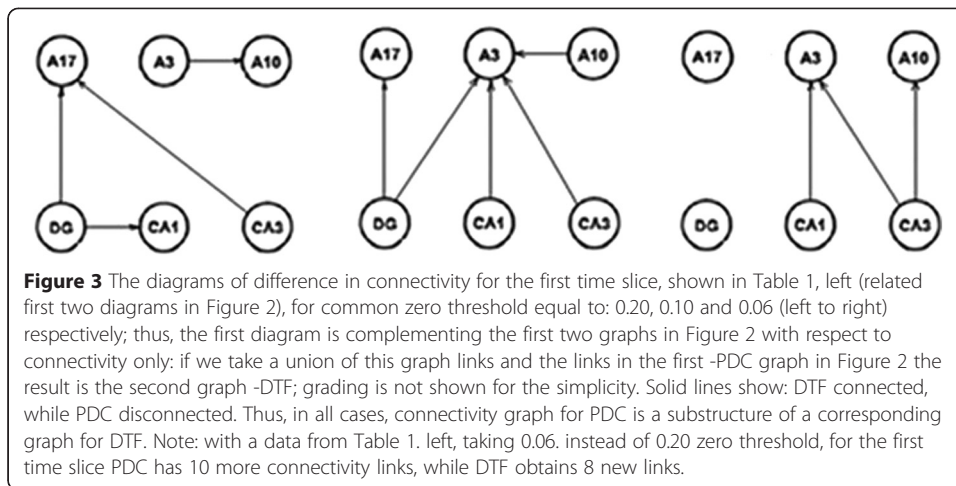 A17 A3 A10 A17 A3 A10 A17 A3 A10
DG CA1 CA3 DG CA1 CA3 DG CA1 CA3
Figure 3 The diagrams of difference in connectivity for the first time slice, shown in Table 1, left (related
first two diagrams in Figure 2), for common zero threshold equal to: 0.20, 0.10 and 0.06 (left to right)
respectively; thus, the first diagram is complementing the first two graphs in Figure 2 with respect to
connectivity only: if we take a union of this graph links and the links in the first -PDC graph in Figure 2 the
result is the second graph -DTF; grading is not shown for the simplicity. Solid lines show: DTF connected,
while PDC disconnected. Thus, in all cases, connectivity graph for PDC is a substructure of a corresponding
graph for DTF. Note: with a data from Table 1. left, taking 0.06. instead of 0.20 zero threshold, for the first
time slice PDC has 10 more connectivity links, while DTF obtains 8 new links.